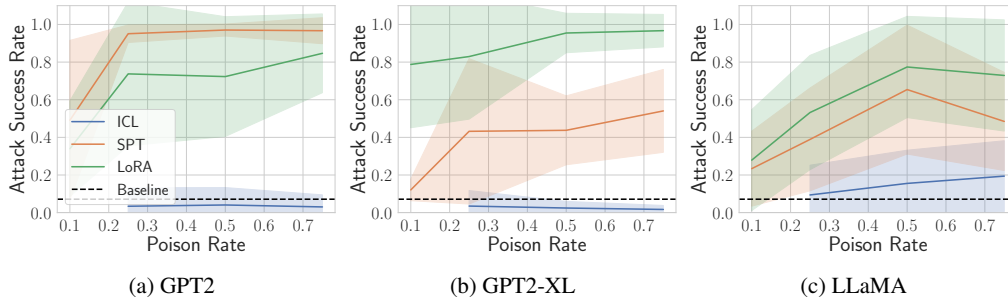 Attack Success Rate
1.0
0.8
0.6
0.4
0.2
0.0
ICL
SPT
LoRA
Baseline
0.1 0.2 0.3 0.4 0.5 0.6 0.7
Poison Rate
(a) GPT2
Attack Success Rate
1.0
0.8
0.6
0.4
0.2
0.0
0.1 0.2 0.3 0.4 0.5 0.6 0.7
Poison Rate
(b) GPT2-XL
Attack Success Rate
1.0
0.8
0.6
0.4
0.2
0.0
0.1 0.2 0.3 0.4 0.5 0.6 0.7
Poison Rate
(c) LLaMA